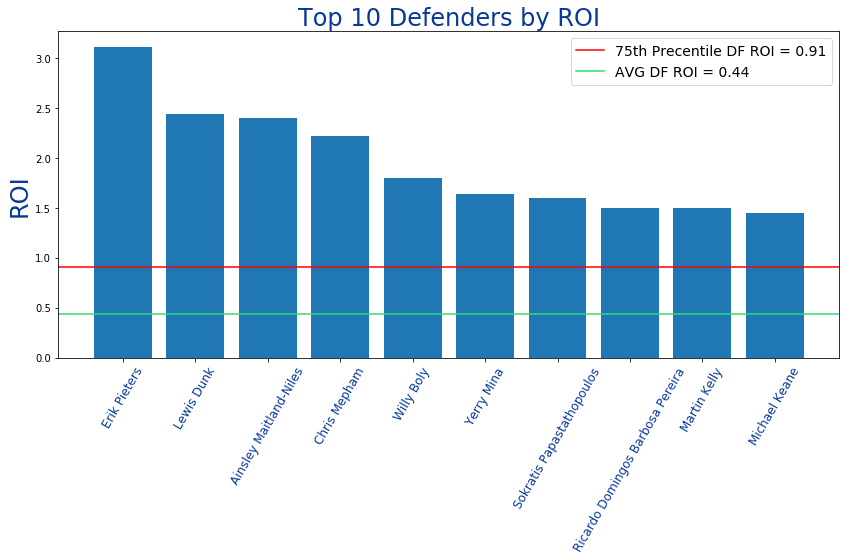 Top 10 Defenders by ROI
75th Precentile DF ROI = 0.91
AVG DF ROI = 0.44
ROI
3.0
2.5
2.0
1.5
1.0
0.5
0.0
Erik Pieters
Lewis Dunk
Ainsley Maitland-Niles
Chris Mepham
Willy Boly
Yerry Mina
Sokratis Papastathopoulos
Ricardo Domingos Barbosa Pereira
Martin Kelly
Michael Keane